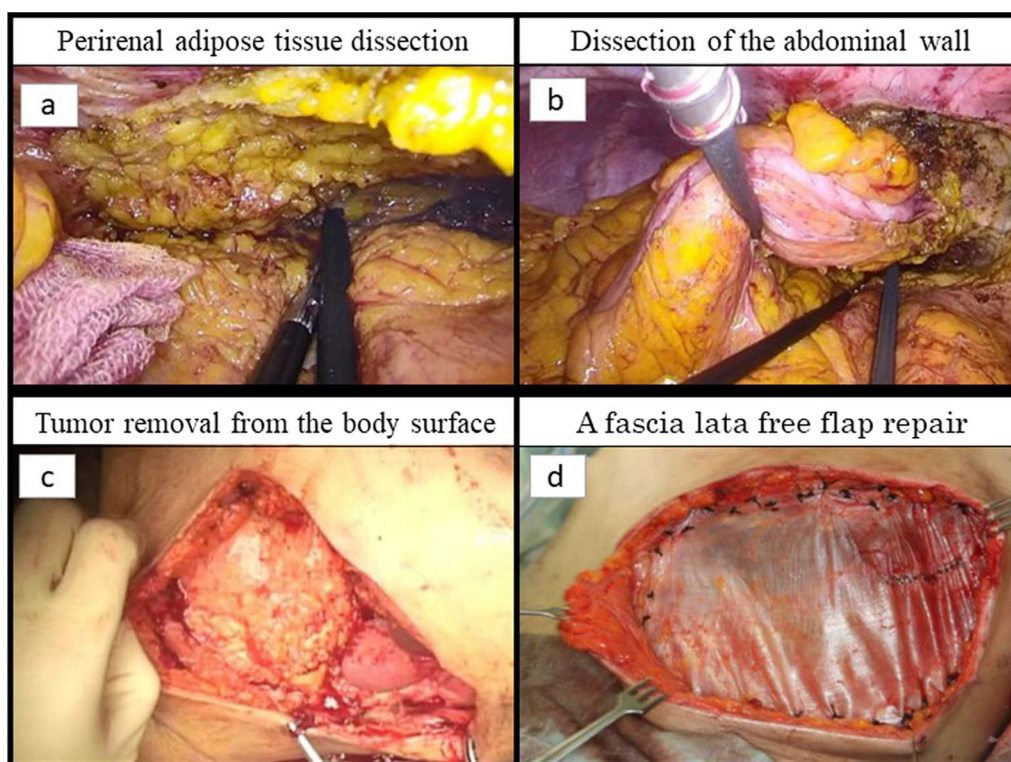 Perirenal adipose tissue dissection
Dissection of the abdominal wall
a
b
Tumor removal from the body surface
A fascia lata free flap repair
c
d